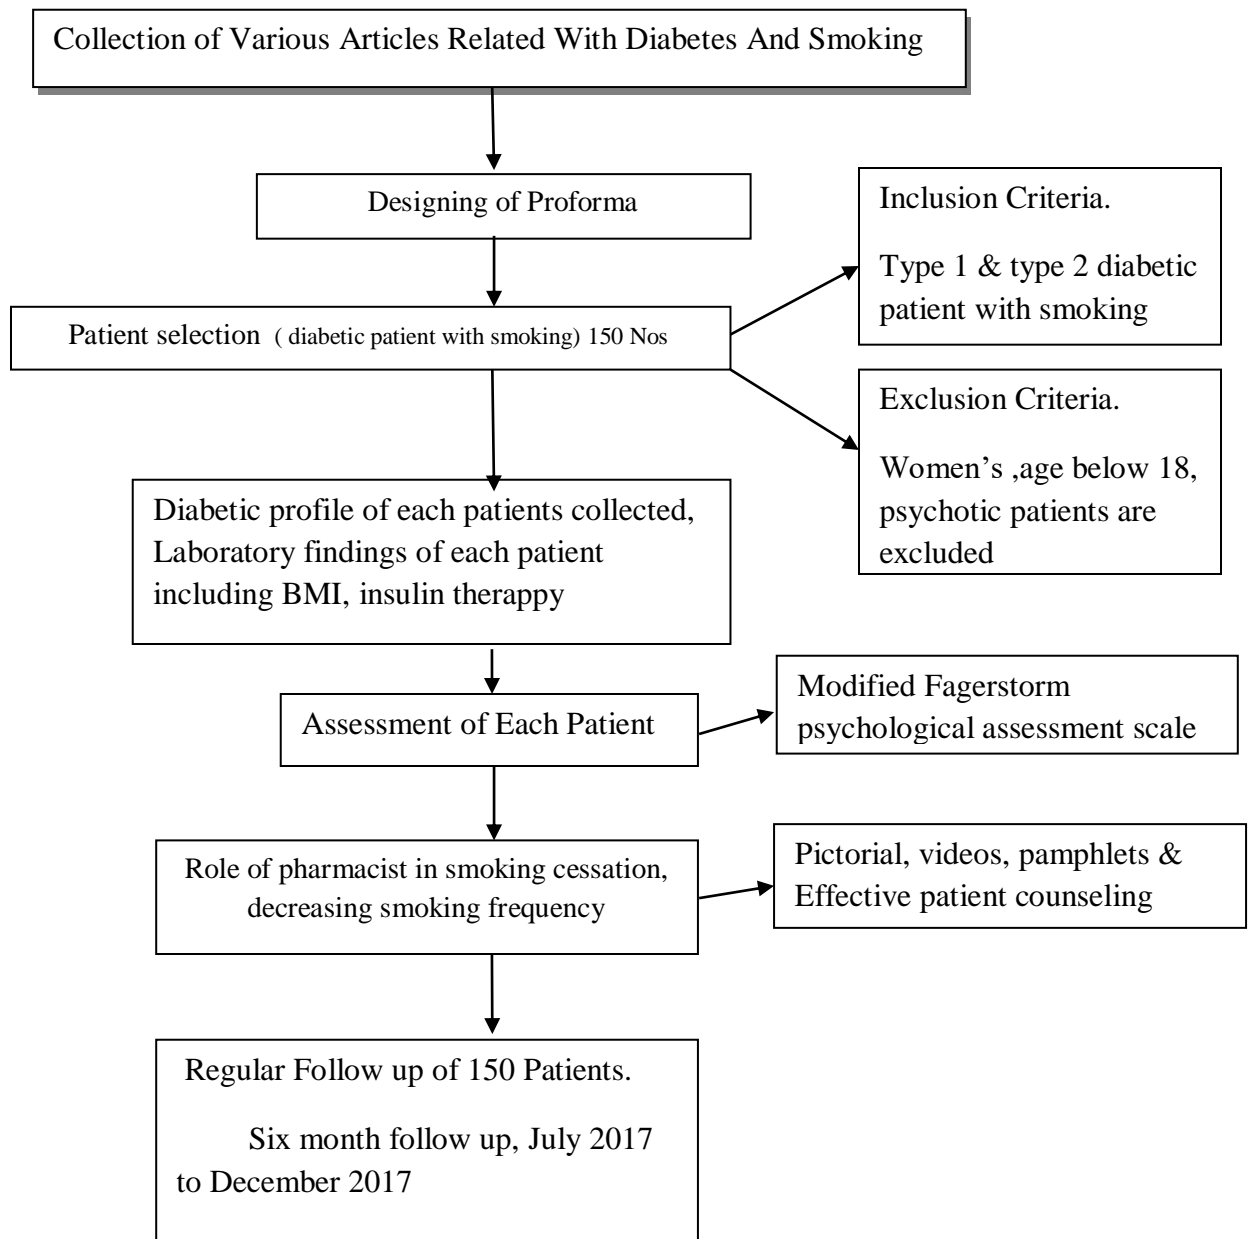 Collection of Various Articles Related With Diabetes And Smoking
Designing of Proforma
Inclusion Criteria.
Type 1 & type 2 diabetic
patient with smoking
Patient selection ( diabetic patient with smoking) 150 Nos
Exclusion Criteria.
Women's ,age below 18,
psychotic patients are
excluded
Diabetic profile of each patients collected,
Laboratory findings of each patient
including BMI, insulin therappy
Assessment of Each Patient
Modified Fagerstorm
psychological assessment scale
Role of pharmacist in smoking cessation,
decreasing smoking frequency
Pictorial, videos, pamphlets &
Effective patient counseling
Regular Follow up of 150 Patients.
Six month follow up, July 2017
to December 2017